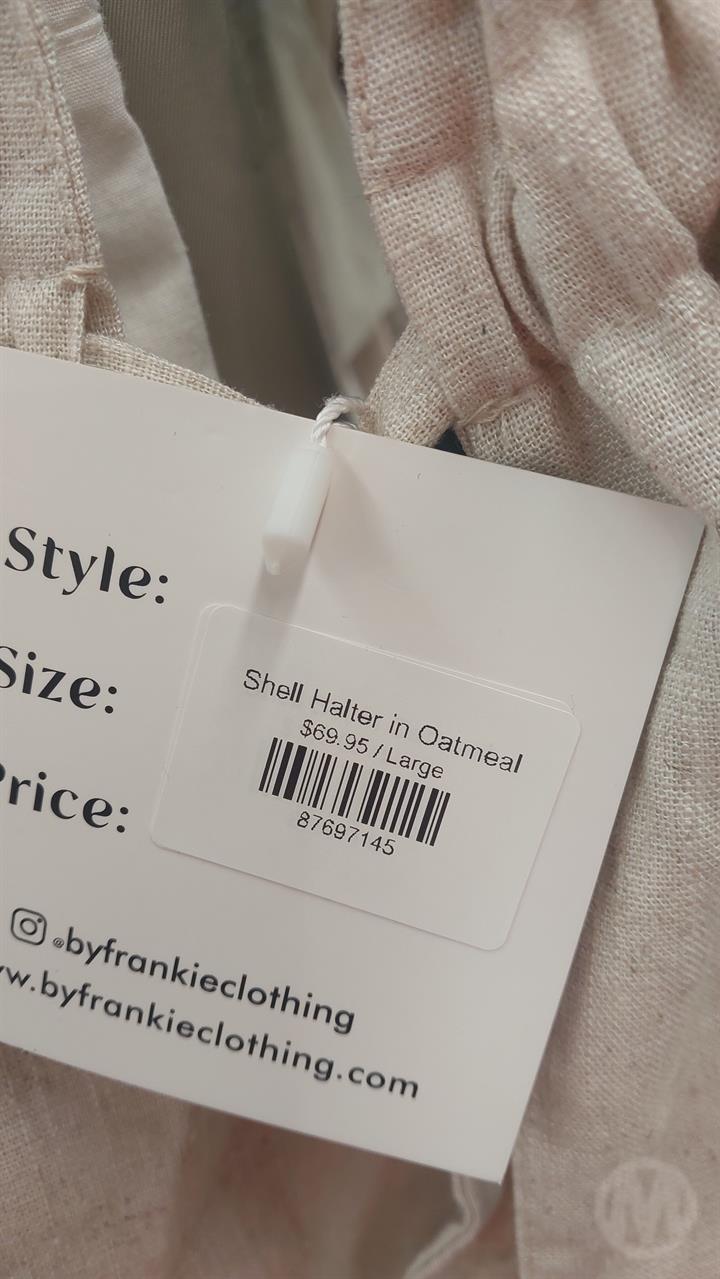 Style:
Size:
Price:
Shell Halter in Oatmeal
$69.95 / Large
87697145
@byfrankieclothing
w.byfrankieclothing.com